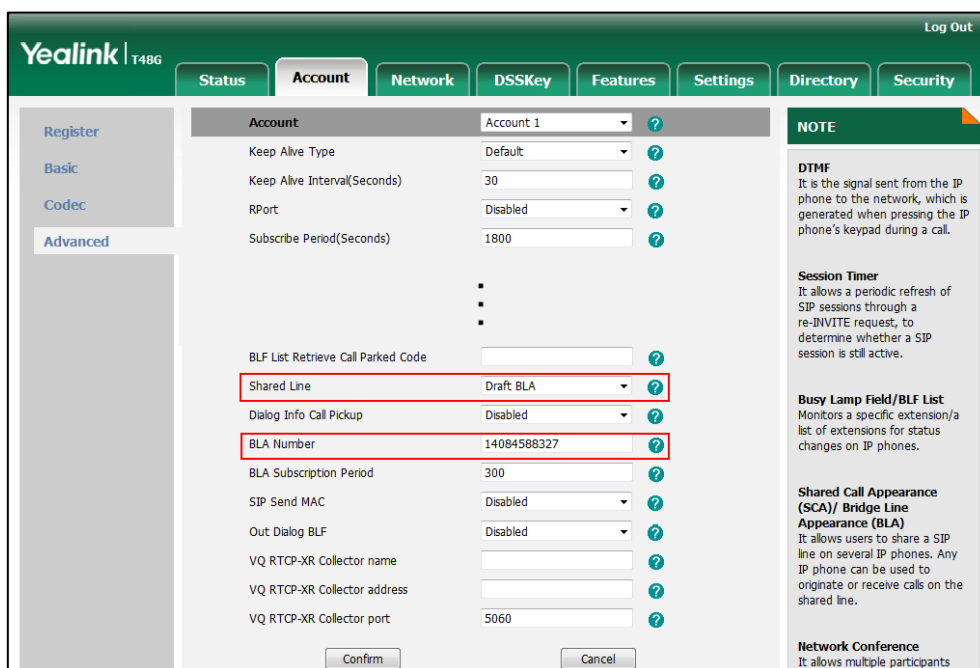 Log Out
Yealink T48G
Status Account Network DSSKey Features Settings Directory Security
Register
Basic
Codec
Advanced
Account Account 1 ?
Keep Alive Type Default ?
Keep Alive Interval(Seconds) 30 ?
RPort Disabled ?
Subscribe Period(Seconds) 1800 ?
BLF List Retrieve Call Parked Code ?
Shared Line Draft BLA ?
Dialog Info Call Pickup Disabled ?
BLA Number 14084588327 ?
BLA Subscription Period 300 ?
SIP Send MAC Disabled ?
Out Dialog BLF Disabled ?
VQ RTCP-XR Collector name ?
VQ RTCP-XR Collector address ?
VQ RTCP-XR Collector port 5060 ?
Confirm Cancel
NOTE
DTMF
It is the signal sent from the IP
phone to the network, which is
generated when pressing the IP
phone's keypad during a call.
Session Timer
It allows a periodic refresh of
SIP sessions through a
re-INVITE request, to
determine whether a SIP
session is still active.
Busy Lamp Field/BLF List
Monitors a specific extension/a
list of extensions for status
changes on IP phones.
Shared Call Appearance
(SCA)/ Bridge Line
Appearance (BLA)
It allows users to share a SIP
line on several IP phones. Any
IP phone can be used to
originate or receive calls on the
shared line.
Network Conference
It allows multiple participants